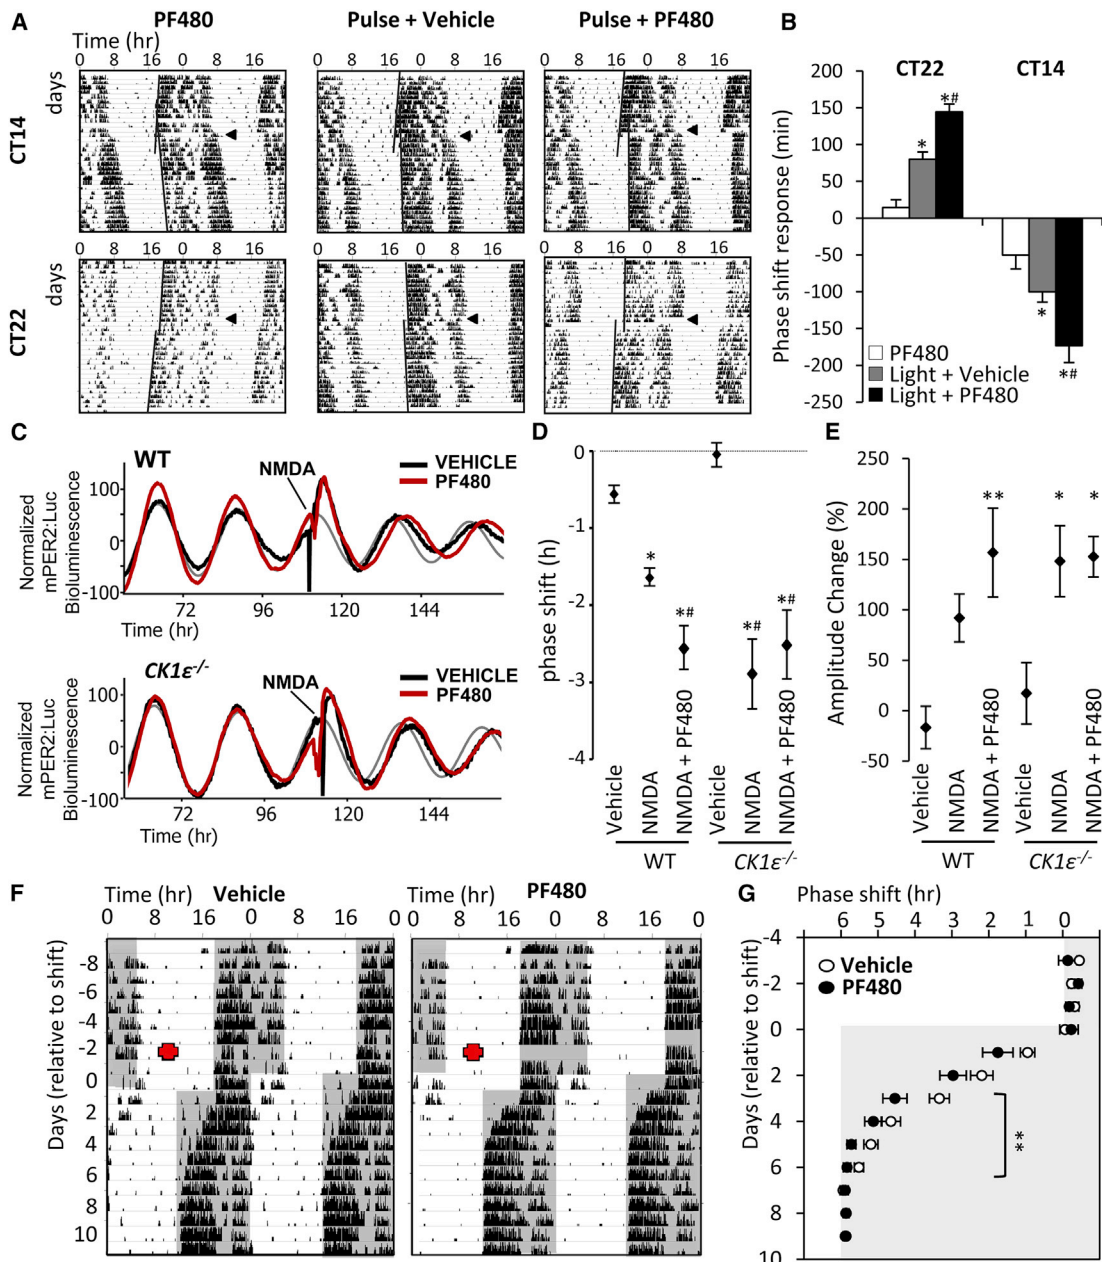 A
PF480
Pulse + Vehicle
Pulse + PF480
Time (hr)
0 8 16 0 8 16
0 8 16 0 8 16
0 8 16 0 8 16
days
CT14
0 8 16 0 8 16
0 8 16 0 8 16
0 8 16 0 8 16
days
CT22
B
CT22
CT14
Phase shift response (min)
200
150
100
50
0
-50
-100
-150
-200
-250
*
*#
*
*#
PF480
Light + Vehicle
Light + PF480
C
WT
NMDA
VEHICLE
PF480
Normalized
mPER2:Luc
Bioluminescence
100
0
-100
72 96 120 144
Time (hr)
CK1ε-/-
NMDA
VEHICLE
PF480
Normalized
mPER2:Luc
Bioluminescence
100
0
-100
72 96 120 144
Time (hr)
D
phase shift (h)
0
-1
-2
-3
-4
*
*#
*#
*#
Vehicle
NMDA
NMDA + PF480
Vehicle
NMDA
NMDA + PF480
WT
CK1ε-/-
E
Amplitude Change (%)
250
200
150
100
50
0
-50
**
*
*
Vehicle
NMDA
NMDA + PF480
Vehicle
NMDA
NMDA + PF480
WT
CK1ε-/-
F
Time (hr)
Vehicle
0 8 16 0 8 16 0
Time (hr)
PF480
0 8 16 0 8 16 0
Days (relative to shift)
-8
-6
-4
-2
0
2
4
6
8
10
G
Phase shift (hr)
6 5 4 3 2 1 0
Days (relative to shift)
-4
-2
0
2
4
6
8
10
Vehicle
PF480
**